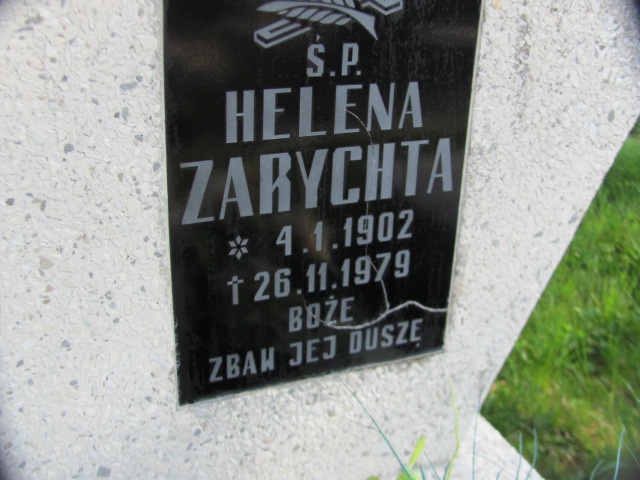 Ś.P.
HELENA
ZARYCHTA
* 4.1.1902
† 26.11.1979
BOŻE
ZBAW JEJ DUSZĘ